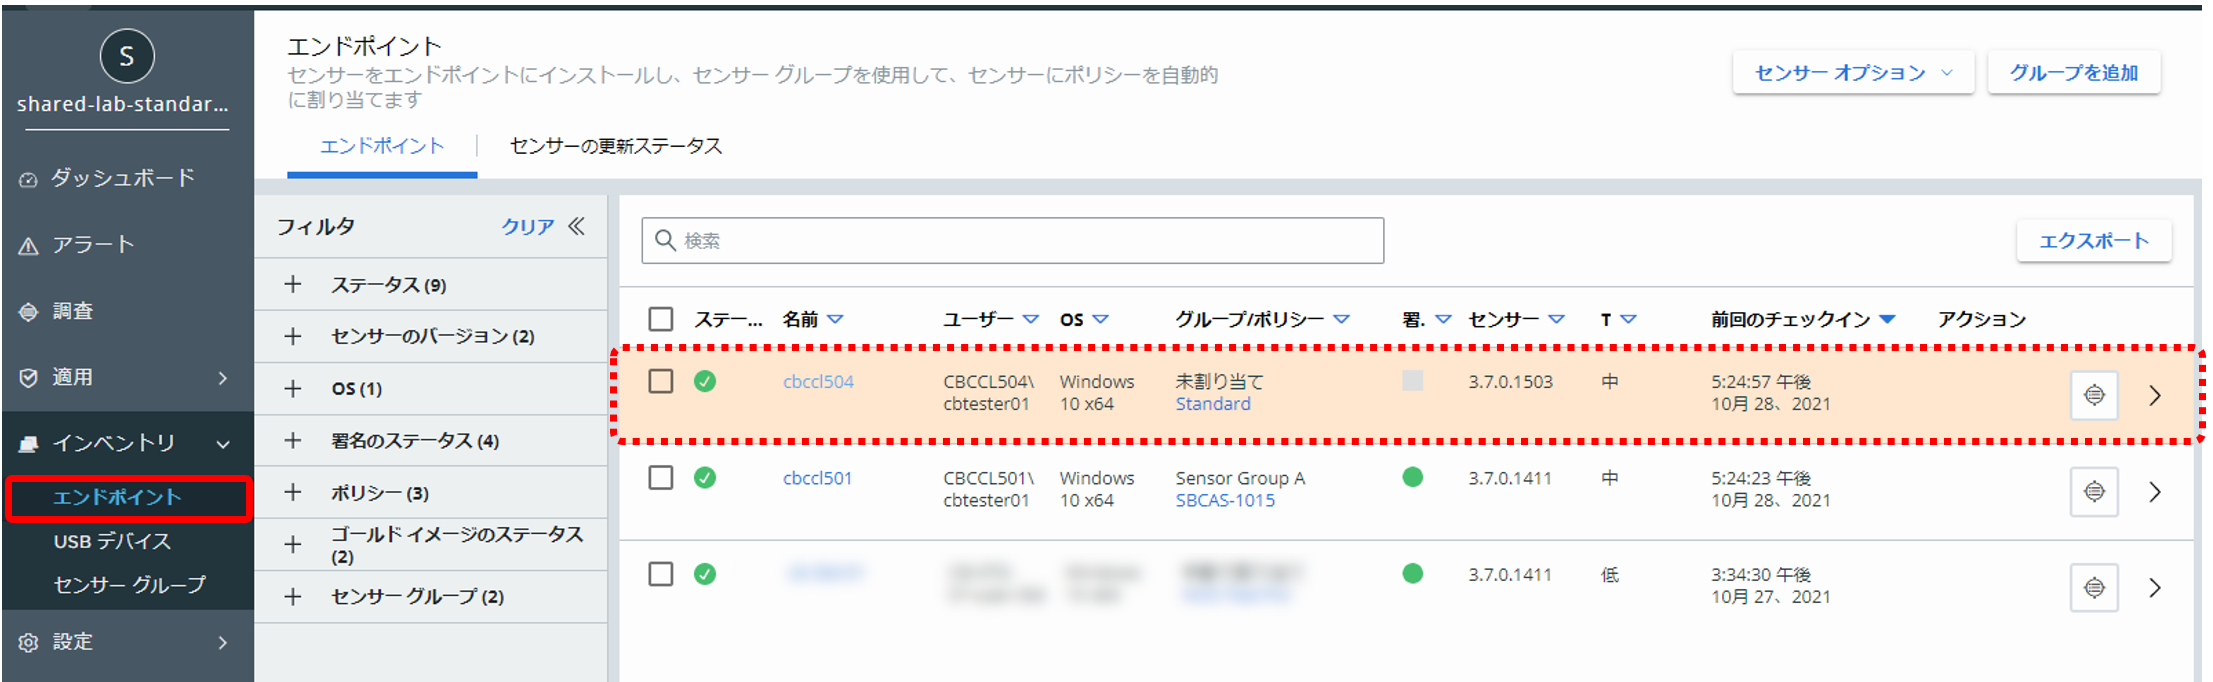 S
shared-lab-standar...
ダッシュボード
アラート
調査
適用
インベントリ
エンドポイント
USB デバイス
センサー グループ
設定
エンドポイント
センサーをエンドポイントにインストールし、センサー グループを使用して、センサーにポリシーを自動的
に割り当てます
センサー オプション
グループを追加
エンドポイント
センサーの更新ステータス
フィルタ クリア
ステータス (9)
センサーのバージョン (2)
OS (1)
署名のステータス (4)
ポリシー (3)
ゴールド イメージのステータス
(2)
センサー グループ (2)
検索
エクスポート
ステー... 名前 ユーザー OS グループ/ポリシー 署. センサー T 前回のチェックイン アクション
cbccl504 CBCCL504\ Windows 未割り当て 3.7.0.1503 中 5:24:57 午後
cbtester01 10 x64 Standard 10月 28、2021
cbccl501 CBCCL501\ Windows Sensor Group A 3.7.0.1411 中 5:24:23 午後
cbtester01 10 x64 SBCAS-1015 10月 28、2021
3.7.0.1411 低 3:34:30 午後
10月 27、2021